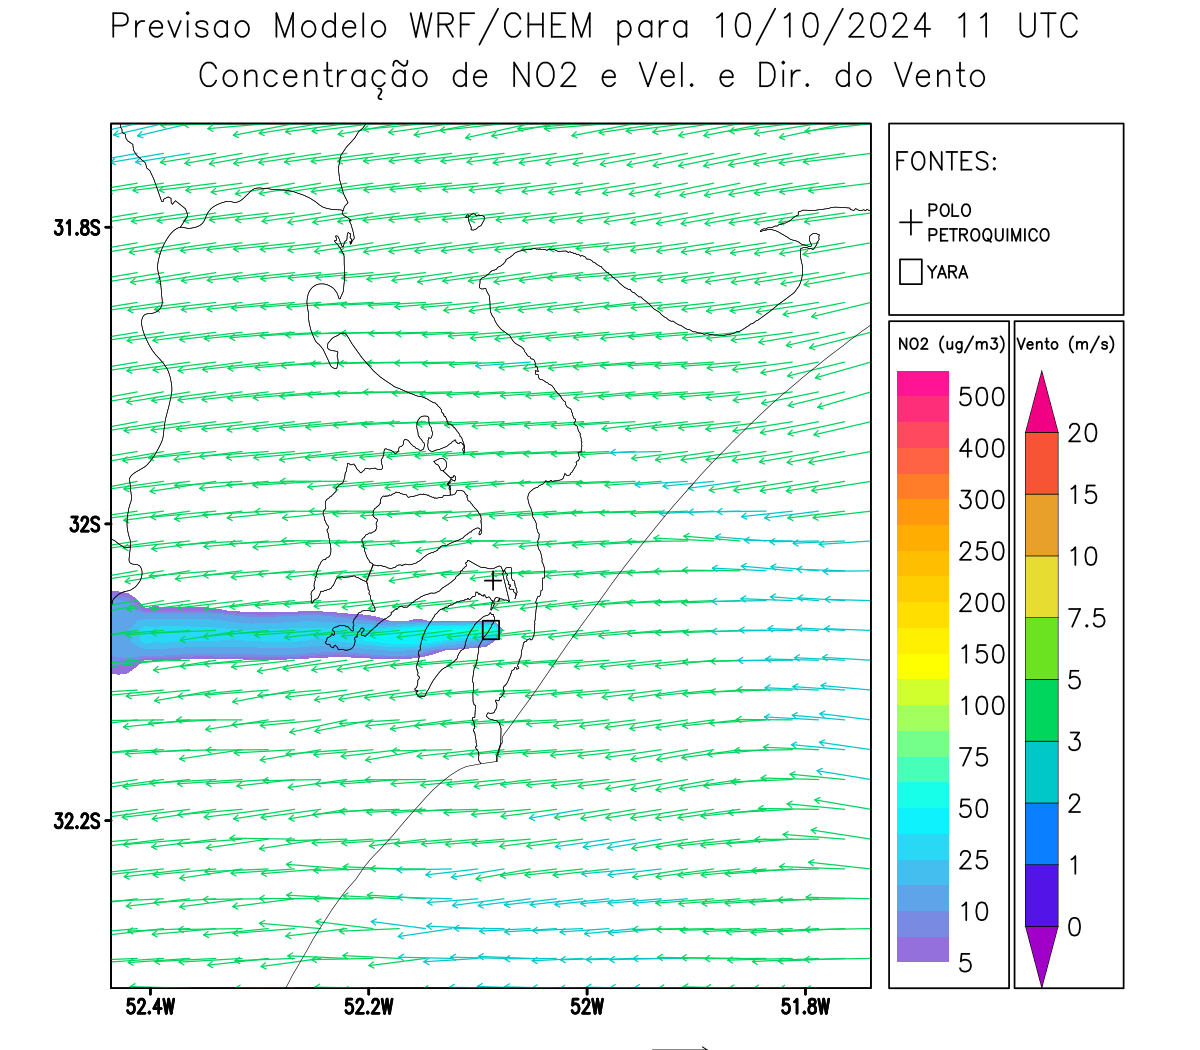 Previsao Modelo WRF/CHEM para 10/10/2024 11 UTC
Concentração de NO2 e Vel. e Dir. do Vento
FONTES:
POLO
PETROQUIMICO
YARA
NO2 (ug/m3)
500
400
300
250
200
150
100
75
50
25
10
5
Vento (m/s)
20
15
10
7.5
5
3
2
1
0
31.8S
32S
32.2S
52.4W
52.2W
52W
51.8W